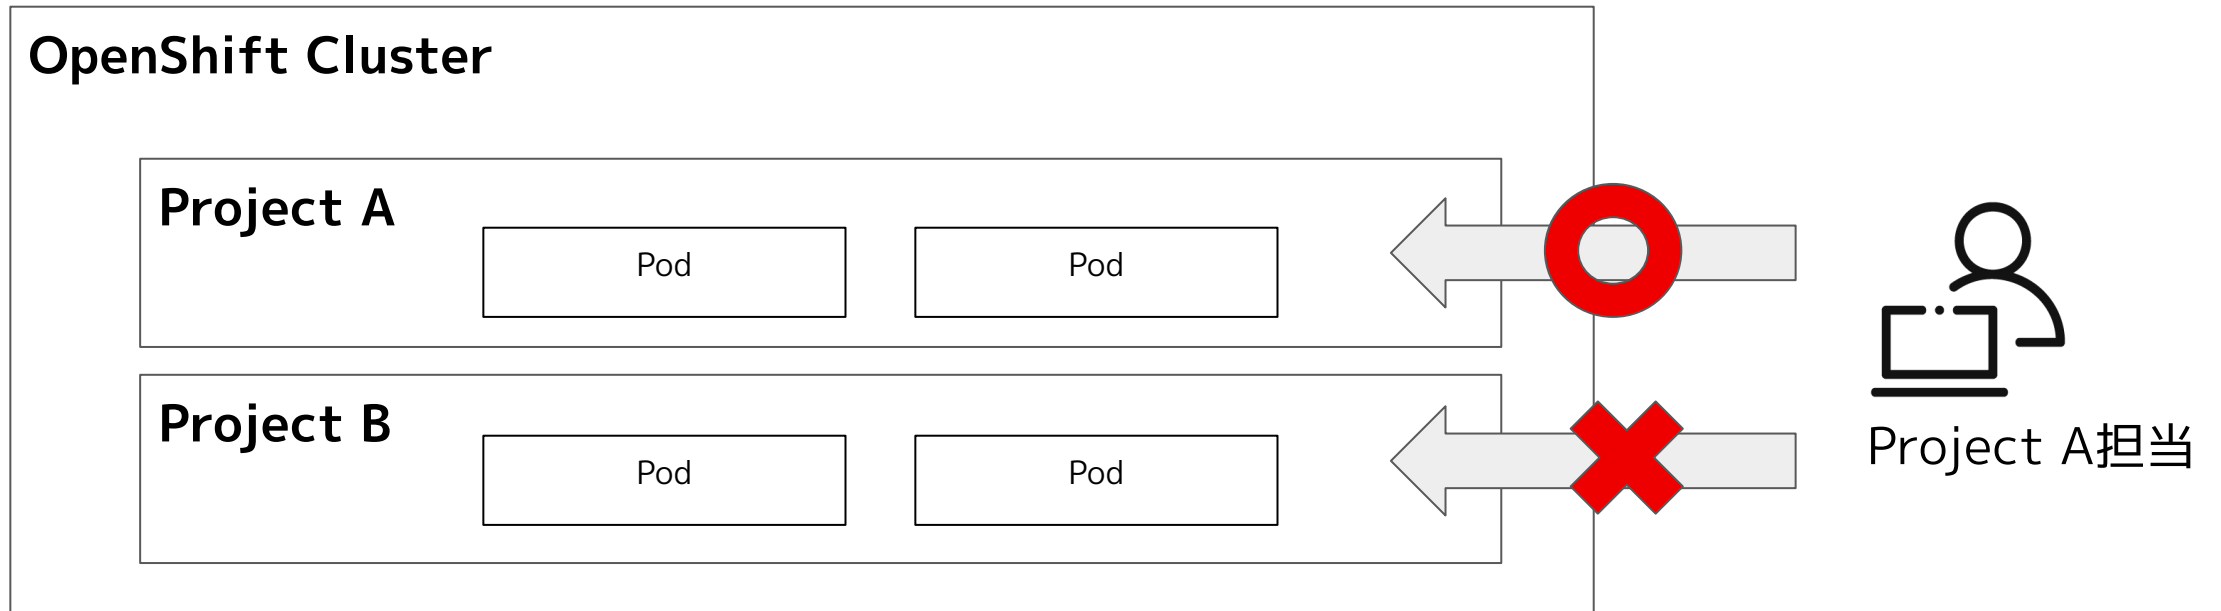 OpenShift Cluster
Project A
Pod
Pod
Project B
Pod
Pod
Project A担当